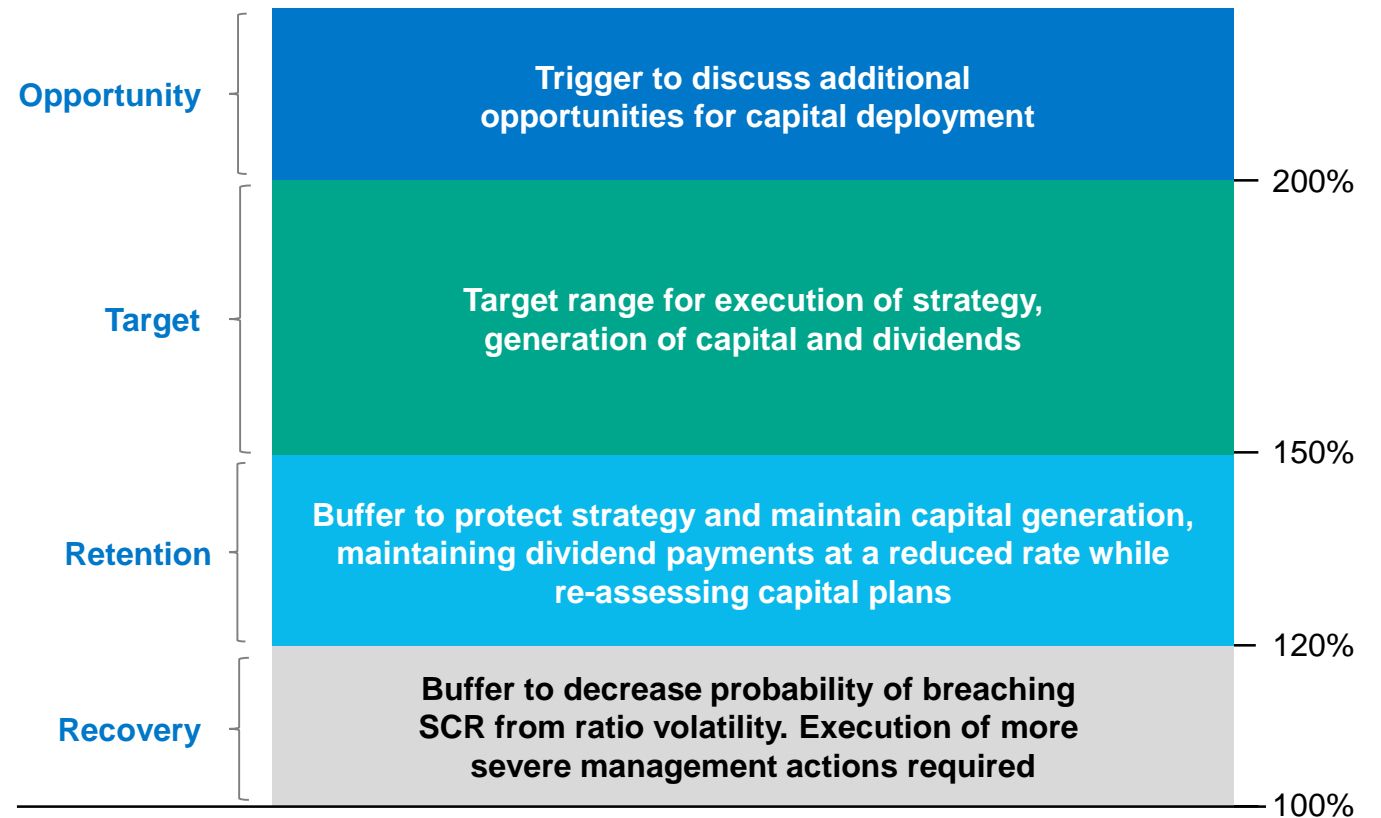 Opportunity
Trigger to discuss additional
opportunities for capital deployment
200%
Target
Target range for execution of strategy,
generation of capital and dividends
150%
Retention
Buffer to protect strategy and maintain capital generation,
maintaining dividend payments at a reduced rate while
re-assessing capital plans
120%
Recovery
Buffer to decrease probability of breaching
SCR from ratio volatility. Execution of more
severe management actions required
100%